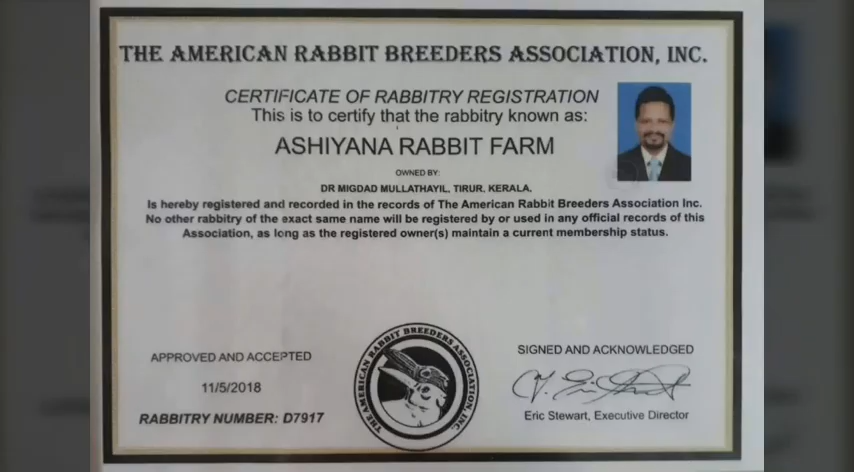 THE AMERICAN RABBIT BREEDERS ASSOCIATION, INC.
CERTIFICATE OF RABBITRY REGISTRATION
This is to certify that the rabbitry known as:
ASHIYANA RABBIT FARM
OWNED BY:
DR MIGDAD MULLATHAYIL, TIRUR, KERALA.
Is hereby registered and recorded in the records of The American Rabbit Breeders Association Inc.
No other rabbitry of the exact same name will be registered by or used in any official records of this
Association, as long as the registered owner(s) maintain a current membership status.
APPROVED AND ACCEPTED
11/5/2018
RABBITRY NUMBER: D7917
THE AMERICAN RABBIT BREEDERS ASSOCIATION, INC.
SIGNED AND ACKNOWLEDGED
Eric Stewart, Executive Director